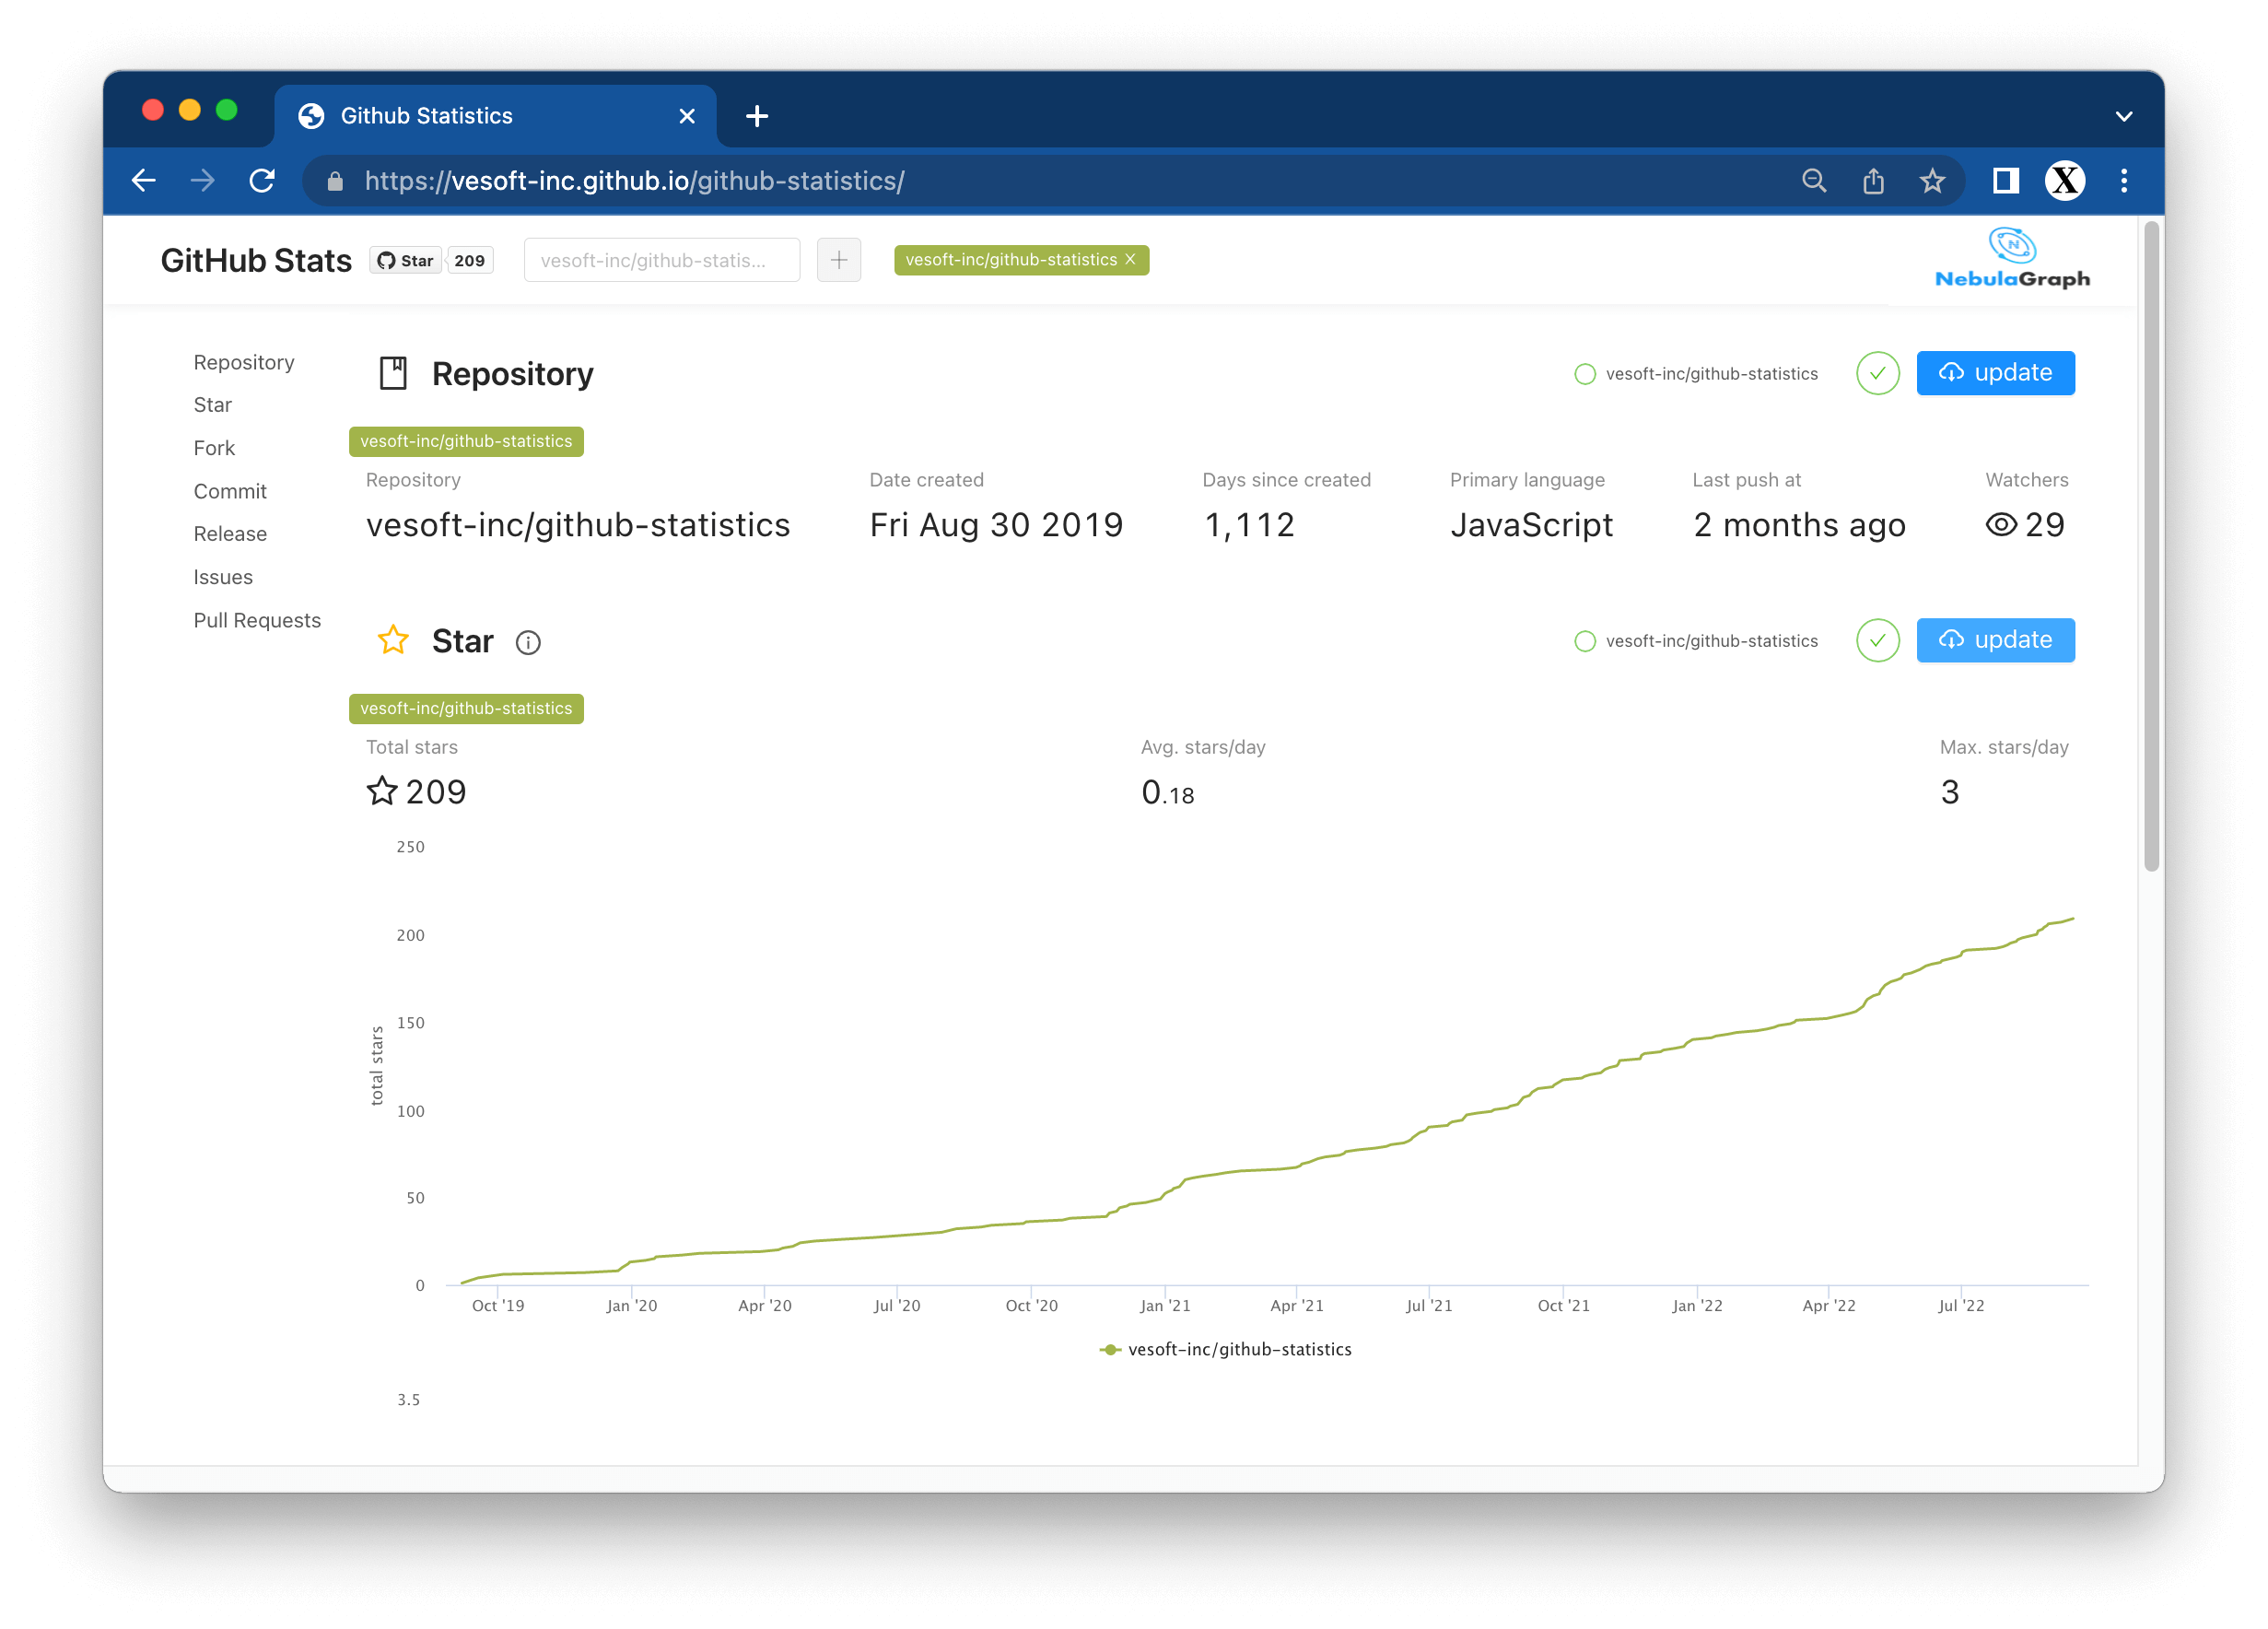 Github Statistics
https://vesoft-inc.github.io/github-statistics/
X
GitHub Stats
Star
209
vesoft-inc/github-statis...
vesoft-inc/github-statistics
N
NebulaGraph
Repository
Star
Fork
Commit
Release
Issues
Pull Requests
Repository
vesoft-inc/github-statistics
update
vesoft-inc/github-statistics
Repository
vesoft-inc/github-statistics
Date created
Fri Aug 30 2019
Days since created
1,112
Primary language
JavaScript
Last push at
2 months ago
Watchers
29
Star
vesoft-inc/github-statistics
update
vesoft-inc/github-statistics
Total stars
209
Avg. stars/day
0.18
Max. stars/day
3
250
200
150
100
50
0
total stars
Oct '19
Jan '20
Apr '20
Jul '20
Oct '20
Jan '21
Apr '21
Jul '21
Oct '21
Jan '22
Apr '22
Jul '22
vesoft-inc/github-statistics
3.5